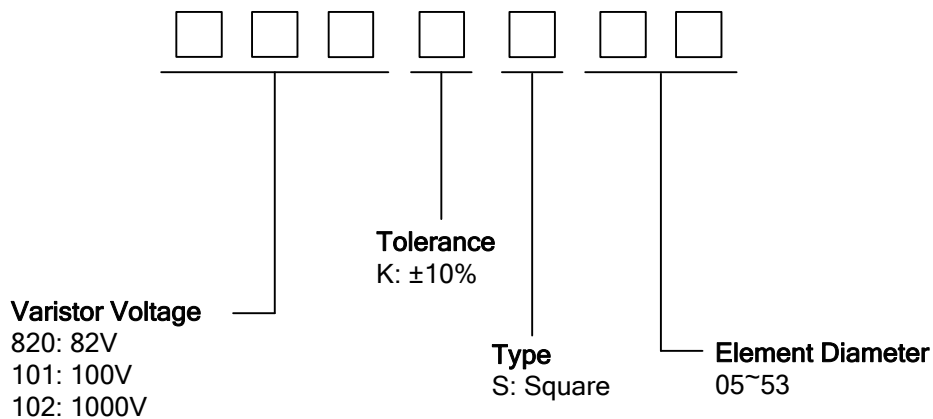 Tolerance
K: ±10%
Varistor Voltage
820: 82V
101: 100V
102: 1000V
Type
S: Square
Element Diameter
05~53